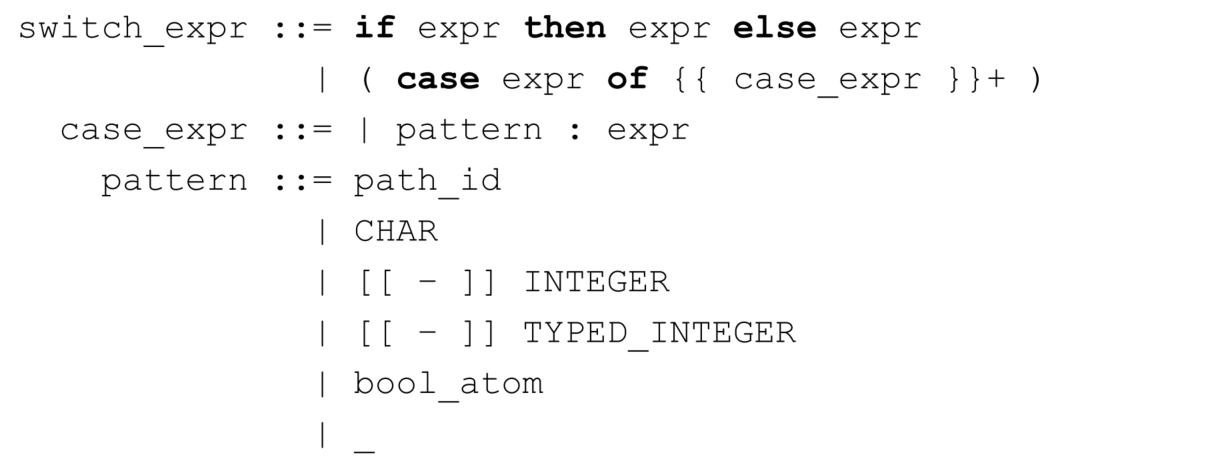 switch_expr ::= if expr then expr else expr
| ( case expr of {{ case_expr }}+ )
case_expr ::= | pattern : expr
pattern ::= path_id
| CHAR
| [[ - ]] INTEGER
| [[ - ]] TYPED_INTEGER
| bool_atom
| _